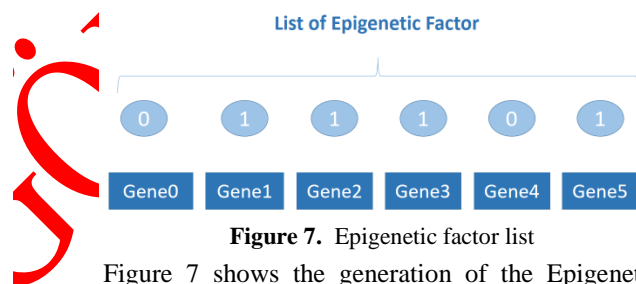 List of Epigenetic Factor
0 1 1 1 0 1
Gene0 Gene1 Gene2 Gene3 Gene4 Gene5
Figure 7. Epigenetic factor list
Figure 7 shows the generation of the